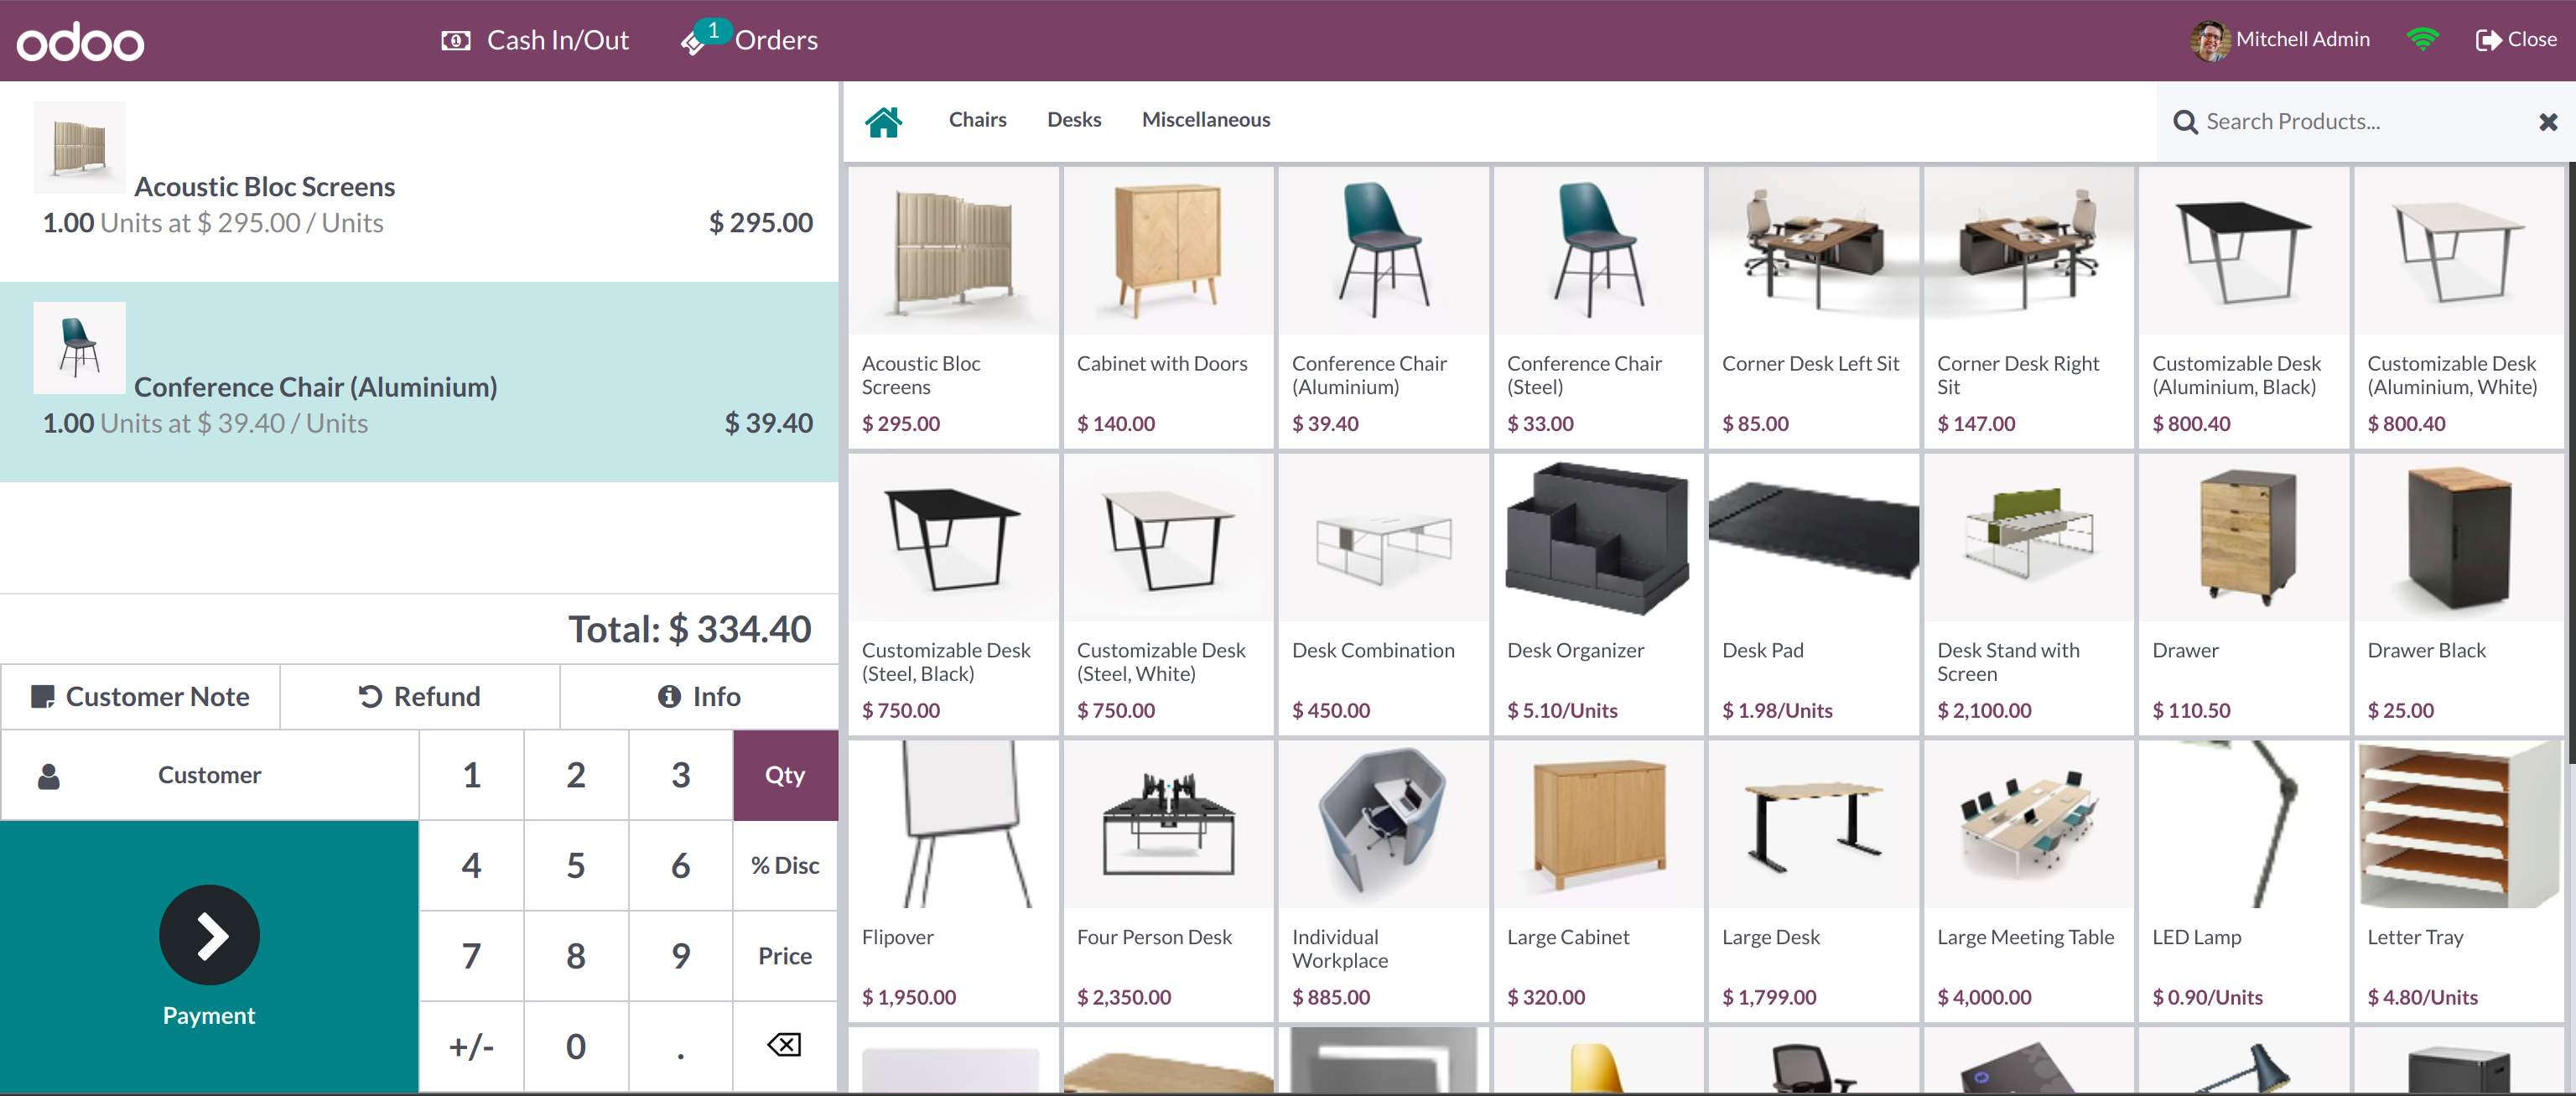 odoo
Cash In/Out
1
Orders
Mitchell Admin
Close
Acoustic Bloc Screens
1.00 Units at $ 295.00 / Units
$ 295.00
Conference Chair (Aluminium)
1.00 Units at $ 39.40 / Units
$ 39.40
Total: $ 334.40
Customer Note
Refund
Info
Customer
1
2
3
Qty
4
5
6
% Disc
7
8
9
Price
+/-
0
.
Payment
Chairs
Desks
Miscellaneous
Search Products...
Acoustic Bloc
Screens
$ 295.00
Cabinet with Doors
$ 140.00
Conference Chair
(Aluminium)
$ 39.40
Conference Chair
(Steel)
$ 33.00
Corner Desk Left Sit
$ 85.00
Corner Desk Right
Sit
$ 147.00
Customizable Desk
(Aluminium, Black)
$ 800.40
Customizable Desk
(Aluminium, White)
$ 800.40
Customizable Desk
(Steel, Black)
$ 750.00
Customizable Desk
(Steel, White)
$ 750.00
Desk Combination
$ 450.00
Desk Organizer
$ 5.10/Units
Desk Pad
$ 1.98/Units
Desk Stand with
Screen
$ 2,100.00
Drawer
$ 110.50
Drawer Black
$ 25.00
Flipover
$ 1,950.00
Four Person Desk
$ 2,350.00
Individual
Workplace
$ 885.00
Large Cabinet
$ 320.00
Large Desk
$ 1,799.00
Large Meeting Table
$ 4,000.00
LED Lamp
$ 0.90/Units
Letter Tray
$ 4.80/Units